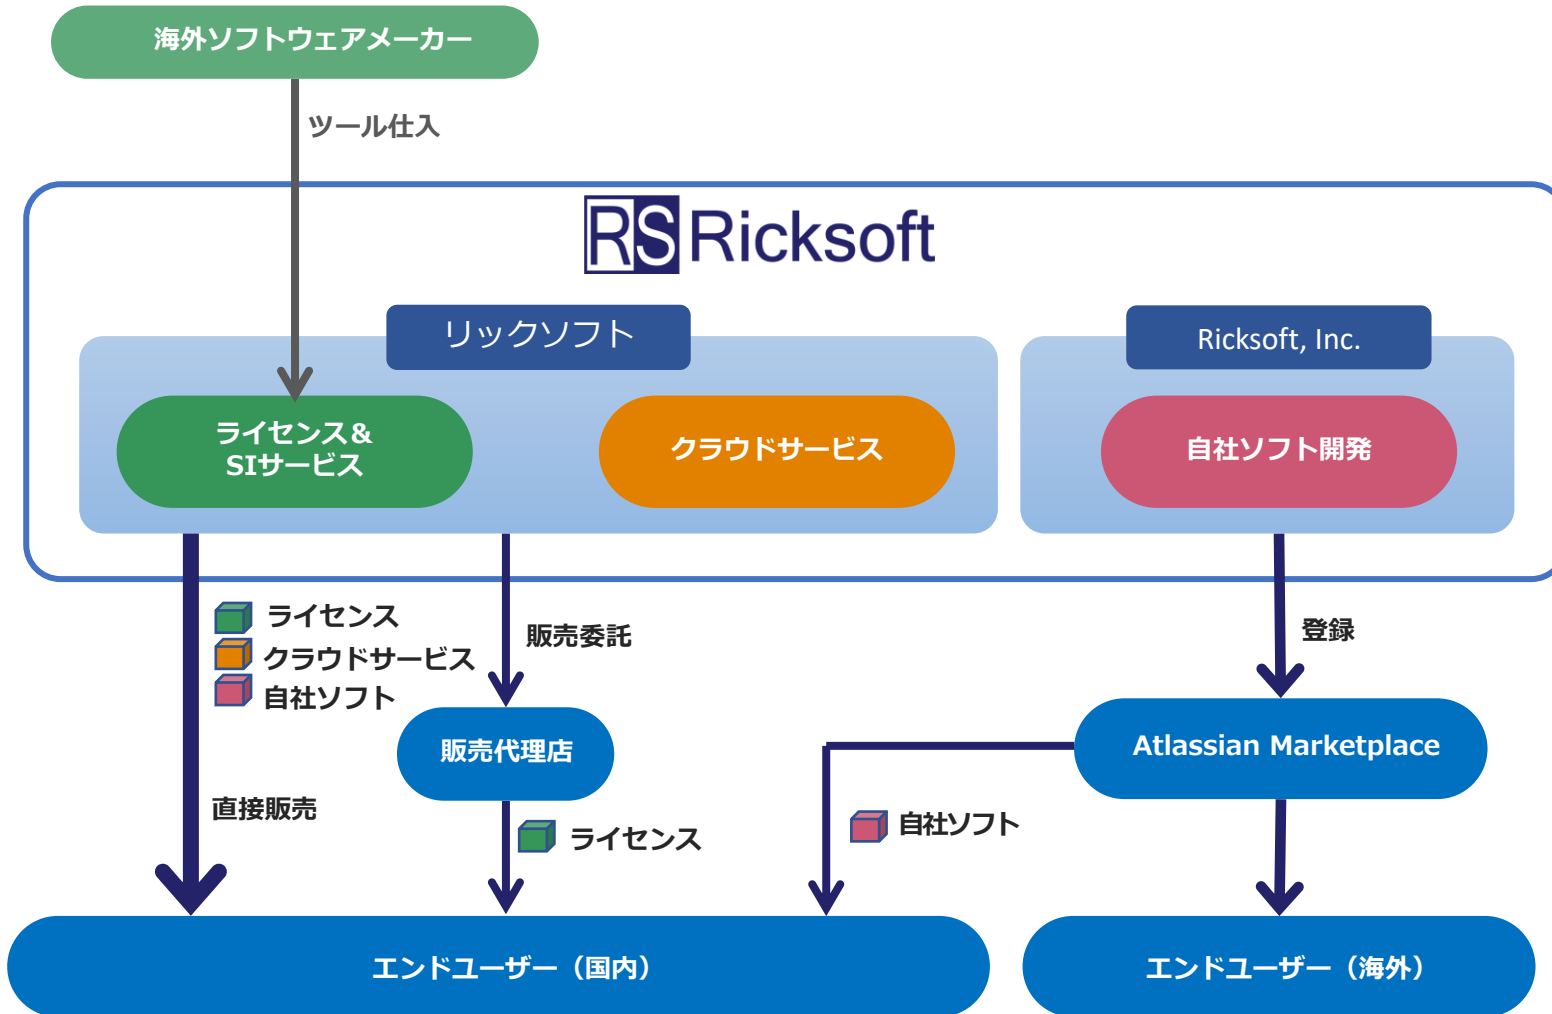 海外ソフトウェアメーカー
ツール仕入
RS Ricksoft
リックソフト
Ricksoft, Inc.
ライセンス&
SIサービス
クラウドサービス
自社ソフト開発
ライセンス
クラウドサービス
自社ソフト
販売委託
登録
販売代理店
Atlassian Marketplace
直接販売
ライセンス
自社ソフト
エンドユーザー（国内）
エンドユーザー（海外）